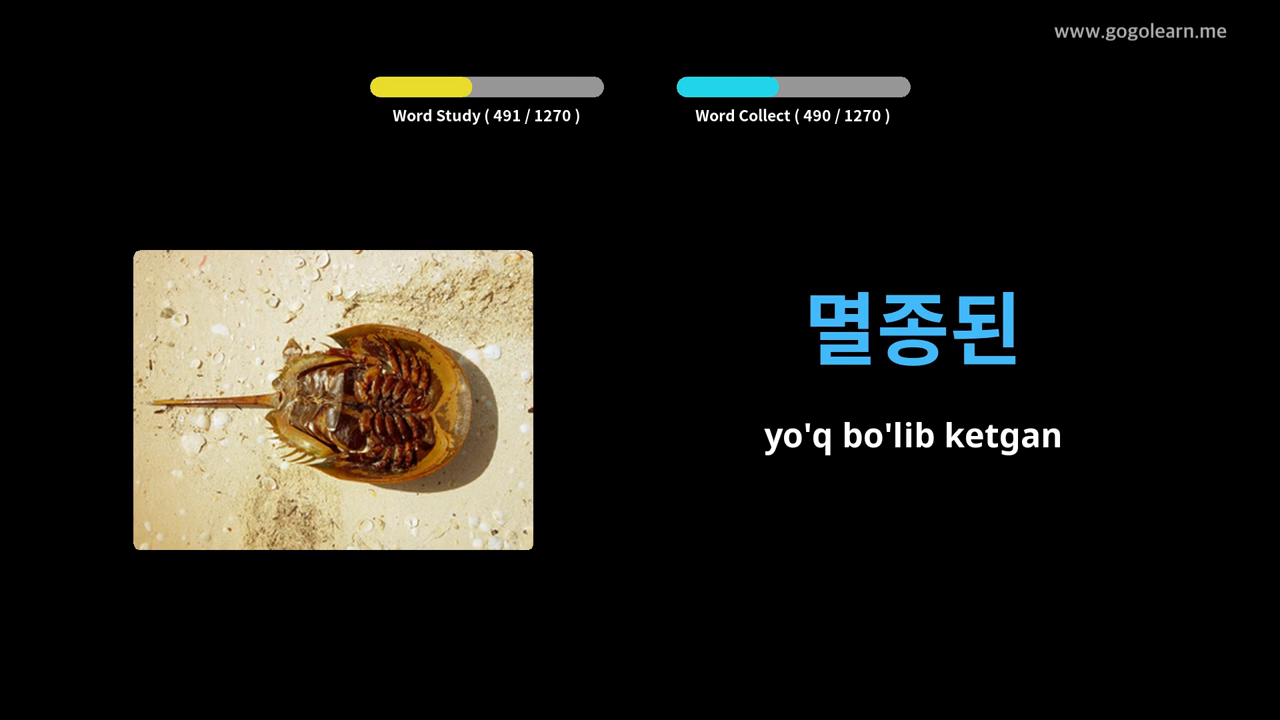 www.gogolearn.me
Word Study ( 491 / 1270 )
Word Collect ( 490 / 1270 )
멸종된
yo'q bo'lib ketgan